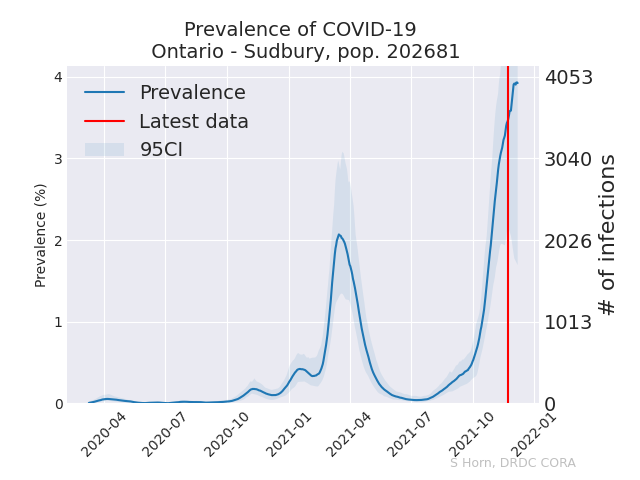 Prevalence of COVID-19
Ontario - Sudbury, pop. 202681
Prevalence
Latest data
95CI
Prevalence (%)
4
3
2
1
0
4053
3040
2026
1013
0
# of infections
2020-04
2020-07
2020-10
2021-01
2021-04
2021-07
2021-10
2022-01
S Horn, DRDC CORA